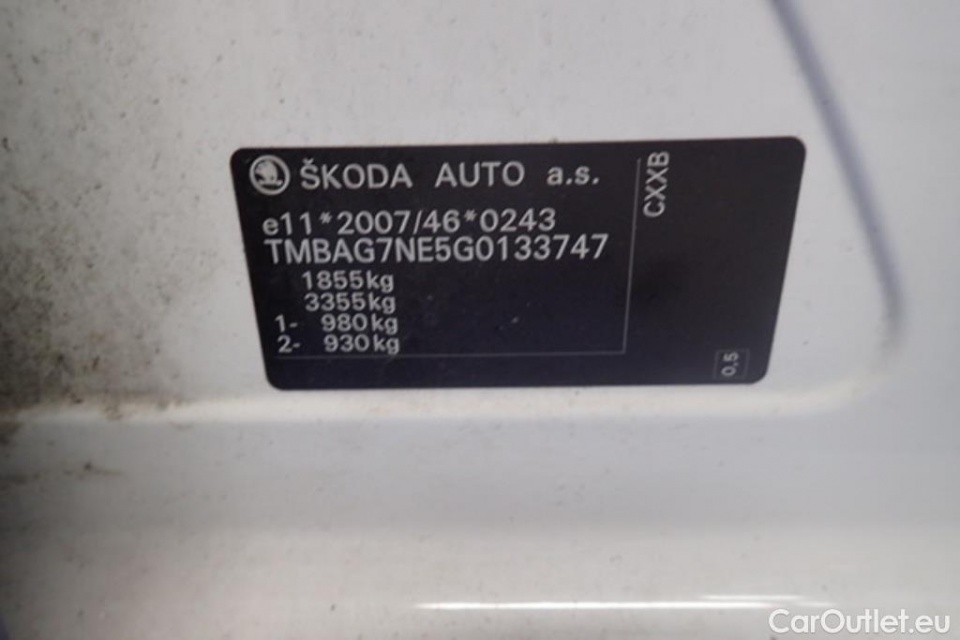 ŠKODA AUTO a.s.
e11*2007/46*0243
TMBAG7NE5G0133747
1855kg
3355kg
1- 980kg
2- 930kg
CXXB
0,5
CarOutlet.eu